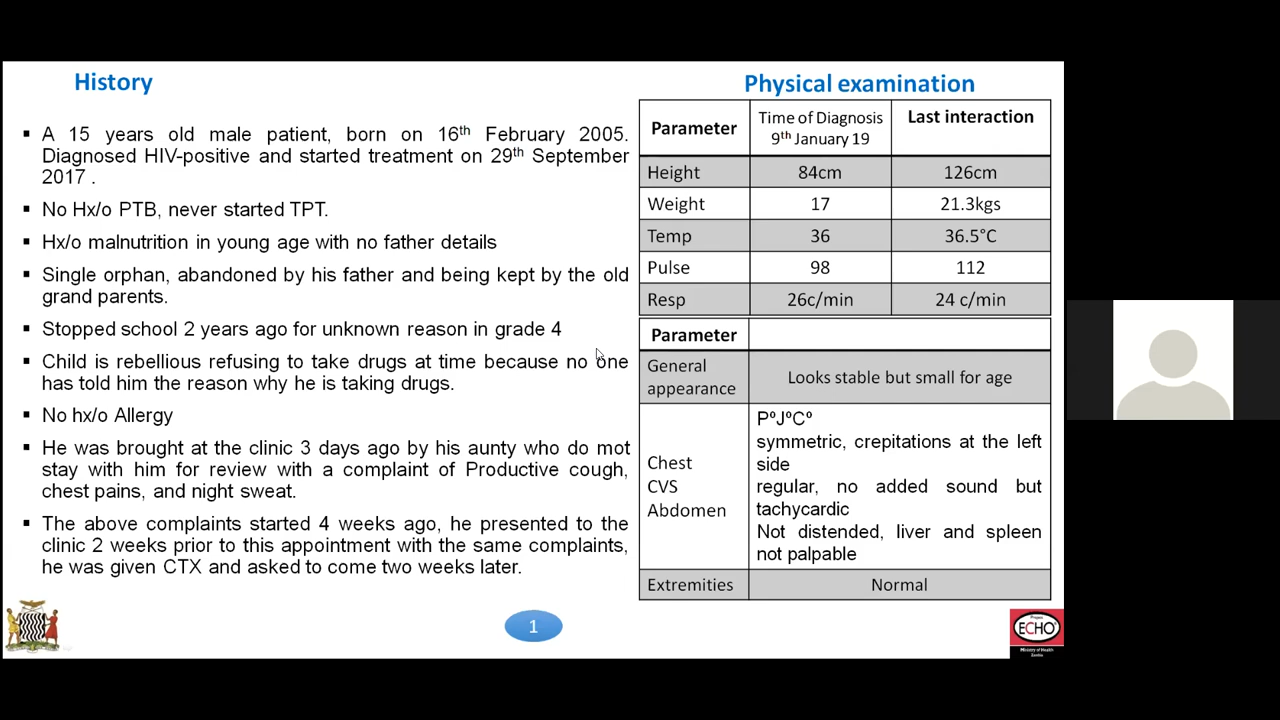 History
▪ A 15 years old male patient, born on 16th February 2005.
Diagnosed HIV-positive and started treatment on 29th September
2017 .
▪ No Hx/o PTB, never started TPT.
▪ Hx/o malnutrition in young age with no father details
▪ Single orphan, abandoned by his father and being kept by the old
grand parents.
▪ Stopped school 2 years ago for unknown reason in grade 4
▪ Child is rebellious refusing to take drugs at time because no one
has told him the reason why he is taking drugs.
▪ No hx/o Allergy
▪ He was brought at the clinic 3 days ago by his aunty who do mot
stay with him for review with a complaint of Productive cough,
chest pains, and night sweat.
▪ The above complaints started 4 weeks ago, he presented to the
clinic 2 weeks prior to this appointment with the same complaints,
he was given CTX and asked to come two weeks later.
Physical examination
Parameter Time of Diagnosis 9th January 19 Last interaction
Height 84cm 126cm
Weight 17 21.3kgs
Temp 36 36.5°C
Pulse 98 112
Resp 26c/min 24 c/min
Parameter
General
appearance
Looks stable but small for age
Chest
CVS
Abdomen
PºJºCº
symmetric, crepitations at the left
side
regular, no added sound but
tachycardic
Not distended, liver and spleen
not palpable
Extremities Normal
1
Project
ECHO
Ministry of Health
Zambia